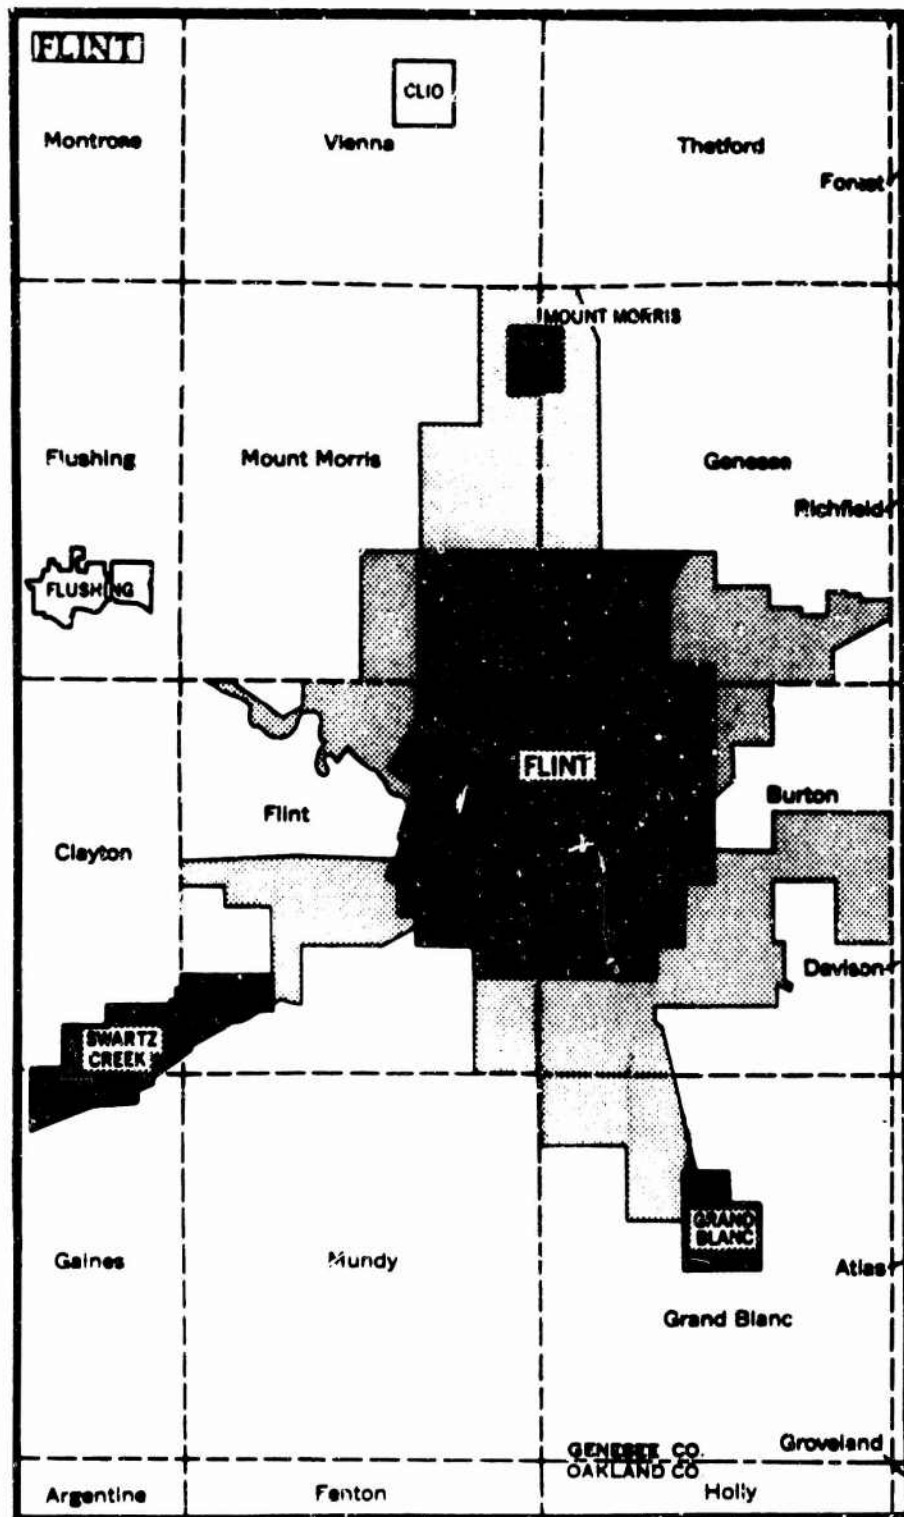 FLINT
CLIO
Montrose
Vienna
Thetford
Forest
MOUNT MORRIS
Flushing
Mount Morris
Genesee
Richfield
FLUSHING
FLINT
Flint
Burton
Clayton
Davison
SWARTZ
CREEK
GRAND
BLANC
Gaines
Mundy
Atlas
Grand Blanc
Groveland
GENESEE CO.
OAKLAND CO
Argentine
Fenton
Holly